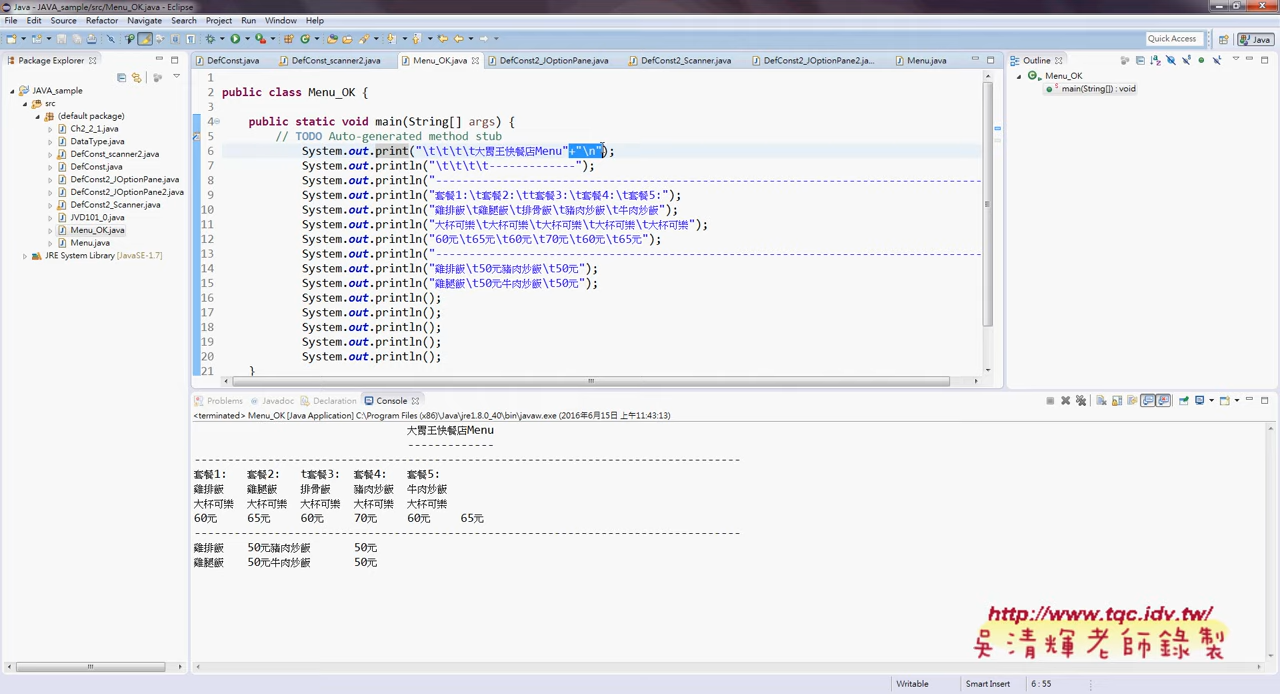 Java - JAVA_sample/src/Menu_OK.java - Eclipse
File Edit Source Refactor Navigate Search Project Run Window Help
Quick Access Java
Package Explorer
JAVA_sample
src
(default package)
Ch2_2_1.java
DataType.java
DefConst_scanner2.java
DefConst.java
DefConst2_JOptionPane.java
DefConst2_JOptionPane2.java
DefConst2_Scanner.java
JVD101_0.java
Menu_OK.java
Menu.java
JRE System Library [JavaSE-1.7]
DefConst.java DefConst_scanner2.java Menu_OK.java DefConst2_JOptionPane.java DefConst2_Scanner.java DefConst2_JOptionPane2.ja... Menu.java
1
2 public class Menu_OK {
3
4 public static void main(String[] args) {
5 // TODO Auto-generated method stub
6 System.out.print("\t\t\t\t大胃王快餐店Menu"+"\n");
7 System.out.println("\t\t\t\t-------------");
8 System.out.println("----------------------------------------------------------------------------------
9 System.out.println("套餐1:\t套餐2:\tt套餐3:\t套餐4:\t套餐5:");
10 System.out.println("雞排飯\t雞腿飯\t排骨飯\t豬肉炒飯\t牛肉炒飯");
11 System.out.println("大杯可樂\t大杯可樂\t大杯可樂\t大杯可樂\t大杯可樂");
12 System.out.println("60元\t65元\t60元\t70元\t60元\t65元");
13 System.out.println("----------------------------------------------------------------------------------
14 System.out.println("雞排飯\t50元豬肉炒飯\t50元");
15 System.out.println("雞腿飯\t50元牛肉炒飯\t50元");
16 System.out.println();
17 System.out.println();
18 System.out.println();
19 System.out.println();
20 System.out.println();
21 }
Outline
Menu_OK
main(String[]) : void
Problems Javadoc Declaration Console
<terminated> Menu_OK [Java Application] C:\Program Files (x86)\Java\jre1.8.0_40\bin\javaw.exe (2016年6月15日 上午11:43:13)
大胃王快餐店Menu
-------------
----------------------------------------------------------------------------------
套餐1: 套餐2: t套餐3: 套餐4: 套餐5:
雞排飯 雞腿飯 排骨飯 豬肉炒飯 牛肉炒飯
大杯可樂 大杯可樂 大杯可樂 大杯可樂 大杯可樂
60元 65元 60元 70元 60元 65元
----------------------------------------------------------------------------------
雞排飯 50元豬肉炒飯 50元
雞腿飯 50元牛肉炒飯 50元
http://www.tqc.idv.tw/
吳清輝老師錄製
Writable Smart Insert 6 : 55